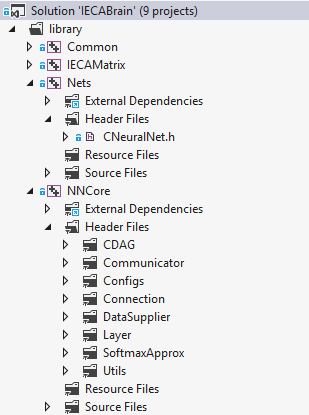 Solution 'IECABrain' (9 projects)
library
Common
IECAMatrix
Nets
External Dependencies
Header Files
CNeuralNet.h
Resource Files
Source Files
NNCore
External Dependencies
Header Files
CDAG
Communicator
Configs
Connection
DataSupplier
Layer
SoftmaxApprox
Utils
Resource Files
Source Files